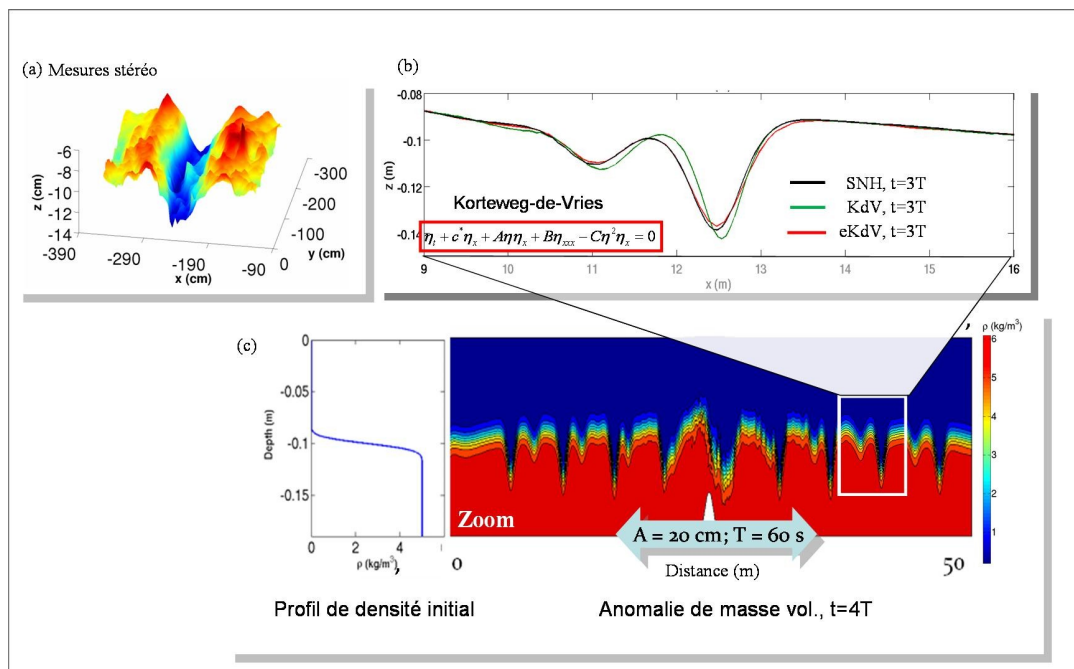 (a) Mesures stéréo
-6
-8
-10
-12
-14
z (cm)
-390
-290
-190
-90
x (cm)
-300
-200
-100
0
y (cm)
(b)
-0.08
-0.1
-0.12
-0.14
z (m)
SNH, t=3T
KdV, t=3T
eKdV, t=3T
Korteweg-de-Vries
η_t + c*η_x + Aηη_x + Bη_xxx − Cη²η_x = 0
9 10 11 12 13 14 15 16
x (m)
(c)
0
-0.05
-0.1
-0.15
Depth (m)
0 2 4
ρ (kg/m³)
,
Zoom
A = 20 cm; T = 60 s
0 50
Distance (m)
, ρ (kg/m³)
6
5
4
3
2
1
Profil de densité initial
Anomalie de masse vol., t=4T